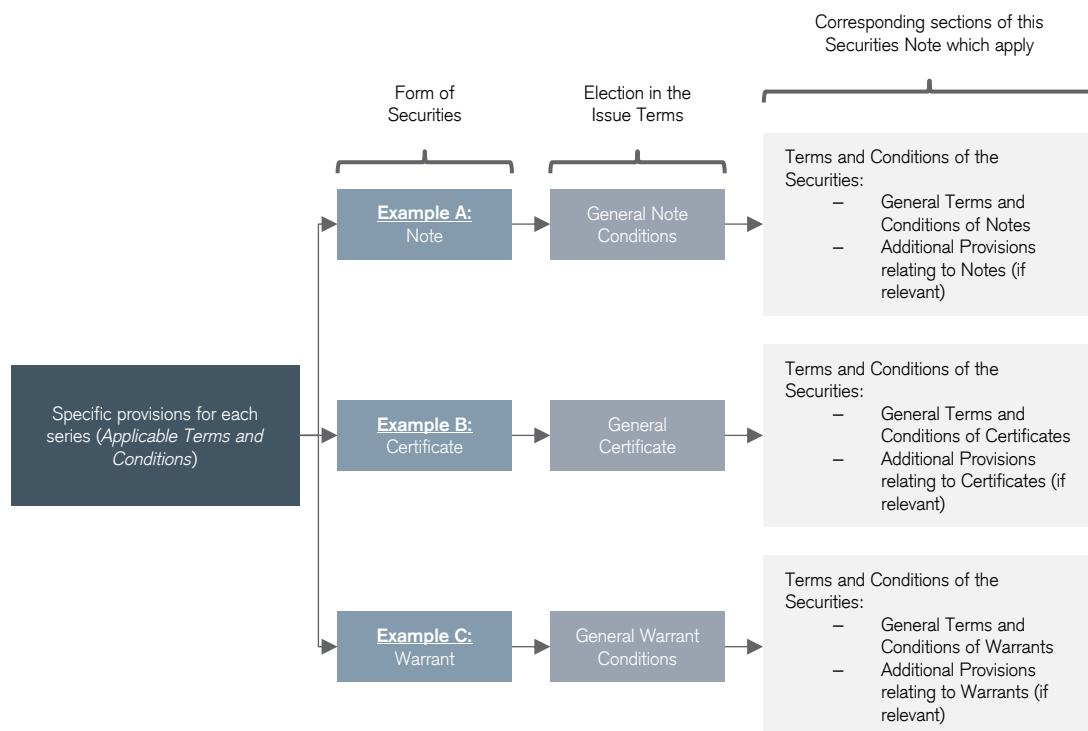 Corresponding sections of this
Securities Note which apply
Form of
Securities
Election in the
Issue Terms
Terms and Conditions of the
Securities:
– General Terms and
Conditions of Notes
– Additional Provisions
relating to Notes (if
relevant)
Example A:
Note
General Note
Conditions
Specific provisions for each
series (Applicable Terms and
Conditions)
Example B:
Certificate
General
Certificate
Terms and Conditions of the
Securities:
– General Terms and
Conditions of Certificates
– Additional Provisions
relating to Certificates (if
relevant)
Example C:
Warrant
General Warrant
Conditions
Terms and Conditions of the
Securities:
– General Terms and
Conditions of Warrants
– Additional Provisions
relating to Warrants (if
relevant)